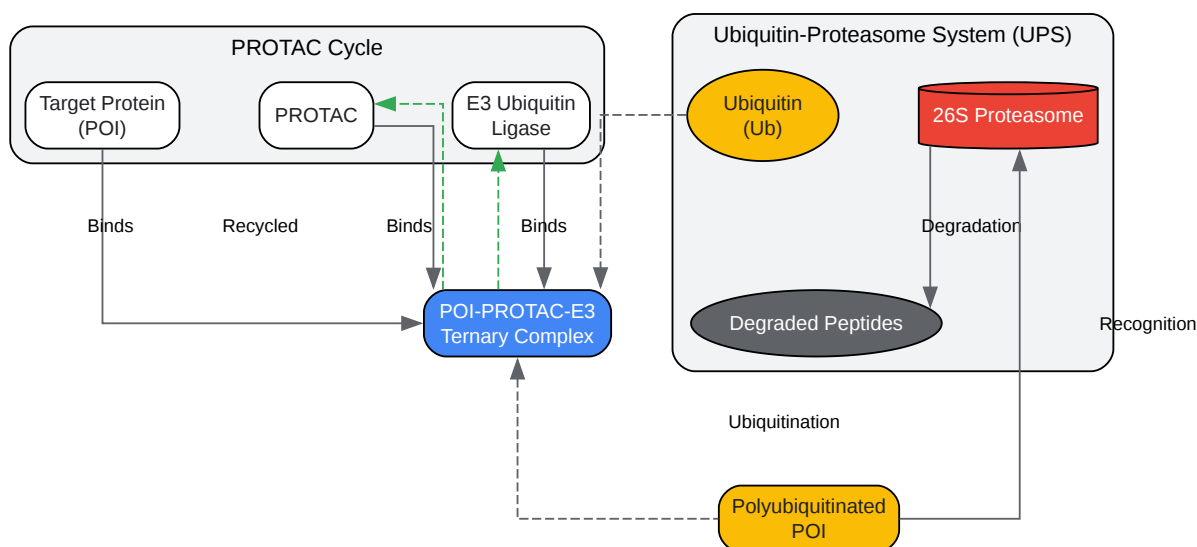 PROTAC Cycle
Ubiquitin-Proteasome System (UPS)
Target Protein
(POI)
PROTAC
E3 Ubiquitin
Ligase
Ubiquitin
(Ub)
26S Proteasome
Binds
Recycled
Binds
Binds
Degradation
POI-PROTAC-E3
Ternary Complex
Degraded Peptides
Recognition
Ubiquitination
Polyubiquitinated
POI